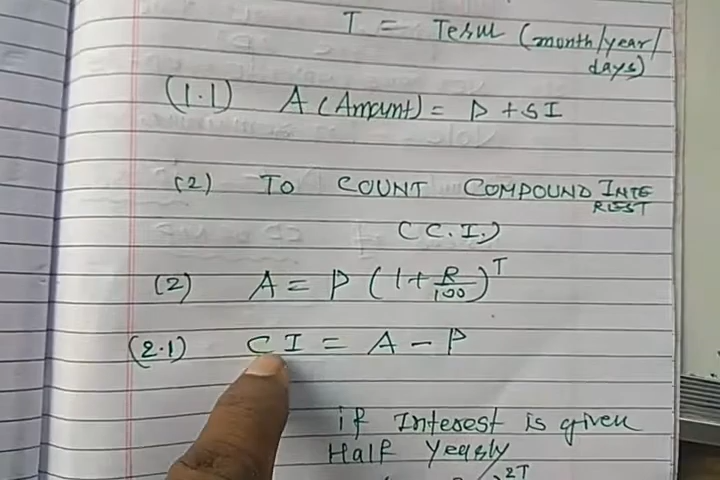 T = Term (month/year/
days)
(1.1) A (Amount) = P + SI
(2) TO COUNT COMPOUND INTE
REST
(C.I.)
(2) A = P (1 + R/100)^T
(2.1) CI = A - P
if Interest is given
Half Yearly
2T